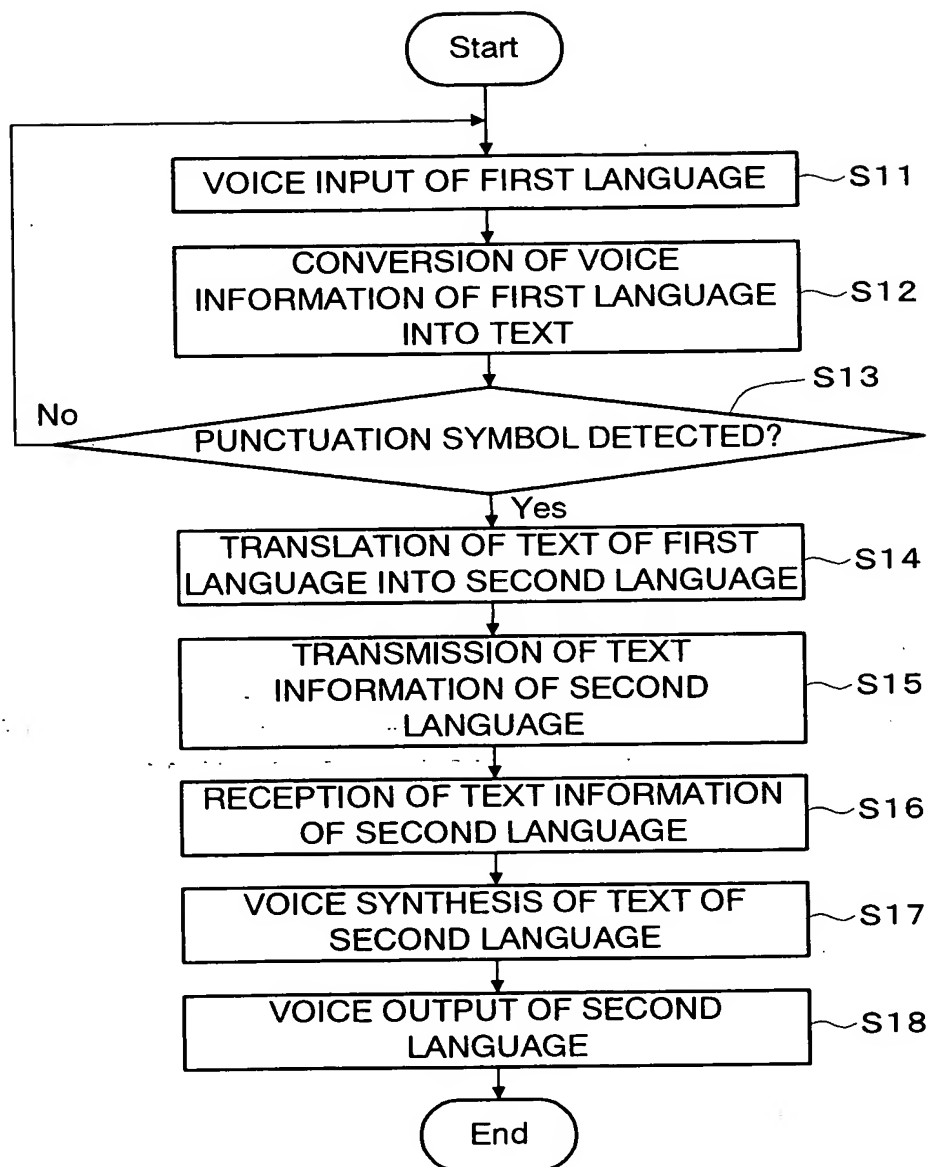 Start
VOICE INPUT OF FIRST LANGUAGE
S11
CONVERSION OF VOICE
INFORMATION OF FIRST LANGUAGE
INTO TEXT
S12
S13
No
PUNCTUATION SYMBOL DETECTED?
Yes
TRANSLATION OF TEXT OF FIRST
LANGUAGE INTO SECOND LANGUAGE
S14
TRANSMISSION OF TEXT
INFORMATION OF SECOND
LANGUAGE
S15
RECEPTION OF TEXT INFORMATION
OF SECOND LANGUAGE
S16
VOICE SYNTHESIS OF TEXT OF
SECOND LANGUAGE
S17
VOICE OUTPUT OF SECOND
LANGUAGE
S18
End